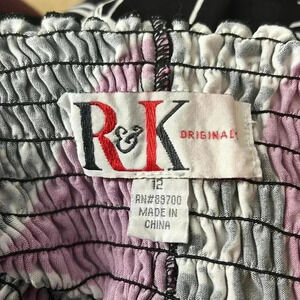 R&K ORIGINALS
12
RN#89700
MADE IN
CHINA